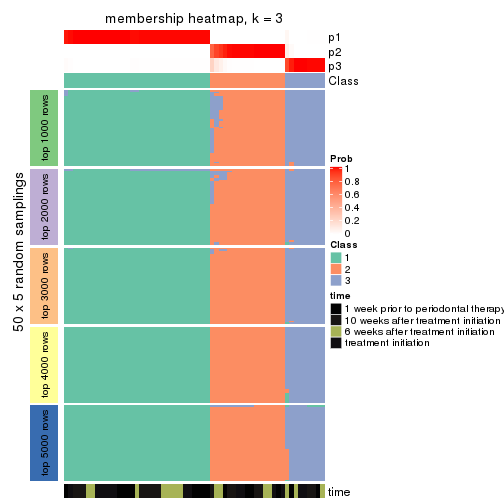 membership heatmap, k = 3
p1
p2
p3
Class
50 x 5 random samplings
top 1000 rows
top 2000 rows
top 3000 rows
top 4000 rows
top 5000 rows
Prob
1
0.8
0.6
0.4
0.2
0
Class
1
2
3
time
1 week prior to periodontal therapy
10 weeks after treatment initiation
6 weeks after treatment initiation
treatment initiation
time